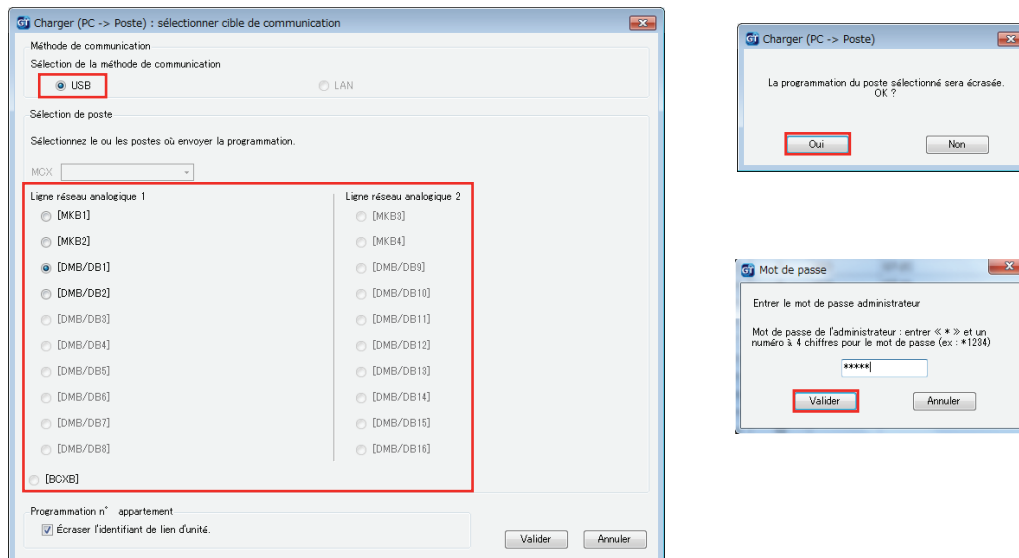 GT Charger (PC -> Poste) : sélectionner cible de communication
Méthode de communication
Sélection de la méthode de communication
USB
LAN
Sélection de poste
Sélectionnez le ou les postes où envoyer la programmation.
MCX
Ligne réseau analogique 1
Ligne réseau analogique 2
[MKB1]
[MKB3]
[MKB2]
[MKB4]
[DMB/DB1]
[DMB/DB9]
[DMB/DB2]
[DMB/DB10]
[DMB/DB3]
[DMB/DB11]
[DMB/DB4]
[DMB/DB12]
[DMB/DB5]
[DMB/DB13]
[DMB/DB6]
[DMB/DB14]
[DMB/DB7]
[DMB/DB15]
[DMB/DB8]
[DMB/DB16]
[BCXB]
Programmation n° appartement
Écraser l'identifiant de lien d'unité.
Valider
Annuler
GT Charger (PC -> Poste)
La programmation du poste sélectionné sera écrasée.
OK ?
Oui
Non
GT Mot de passe
Entrer le mot de passe administrateur
Mot de passe de l'administrateur : entrer « * » et un
numéro à 4 chiffres pour le mot de passe (ex : *1234)
*****
Valider
Annuler